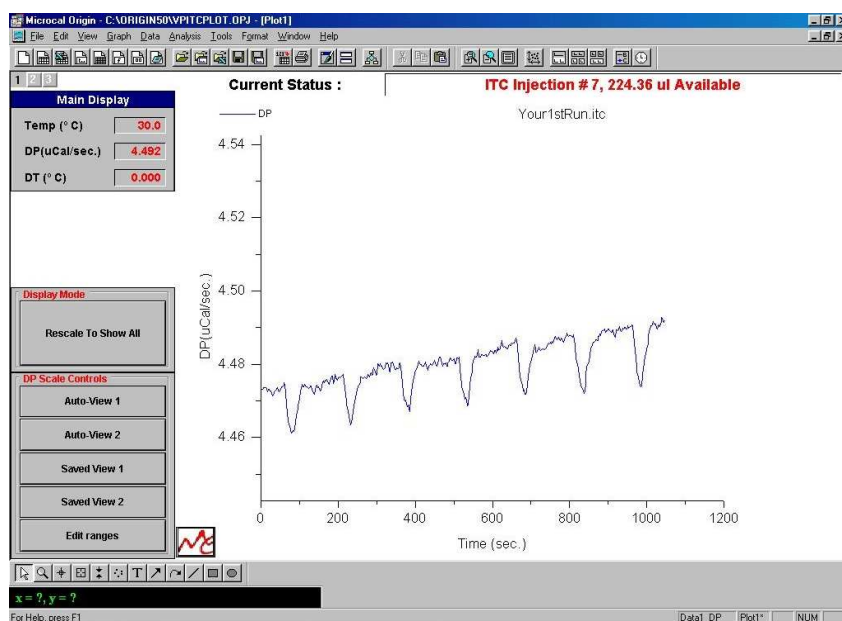 Microcal Origin - C:\ORIGIN50\VPITCPLOT.OPJ - [Plot1]
File Edit View Graph Data Analysis Tools Format Window Help
1 2 3
Current Status :
ITC Injection # 7, 224.36 ul Available
Main Display
Temp (° C) 30.0
DP(uCal/sec.) 4.492
DT (° C) 0.000
DP
Your1stRun.itc
4.54
4.52
4.50
4.48
4.46
DP(uCal/sec.)
0 200 400 600 800 1000 1200
Time (sec.)
Display Mode
Rescale To Show All
DP Scale Controls
Auto-View 1
Auto-View 2
Saved View 1
Saved View 2
Edit ranges
T
x = ?, y = ?
For Help, press F1
Data1_DP Plot1* NUM